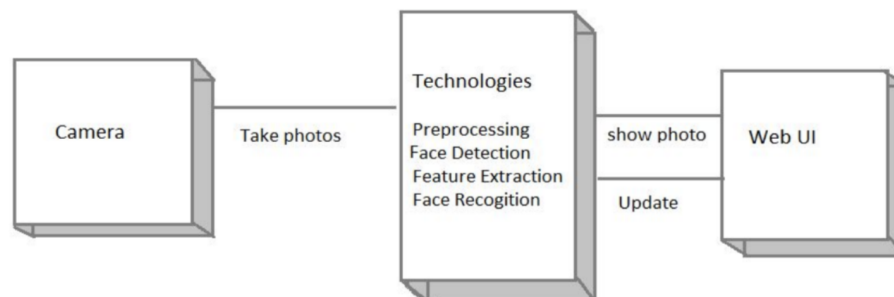 Camera
Take photos
Technologies
Preprocessing
Face Detection
Feature Extraction
Face Recogition
show photo
Update
Web UI